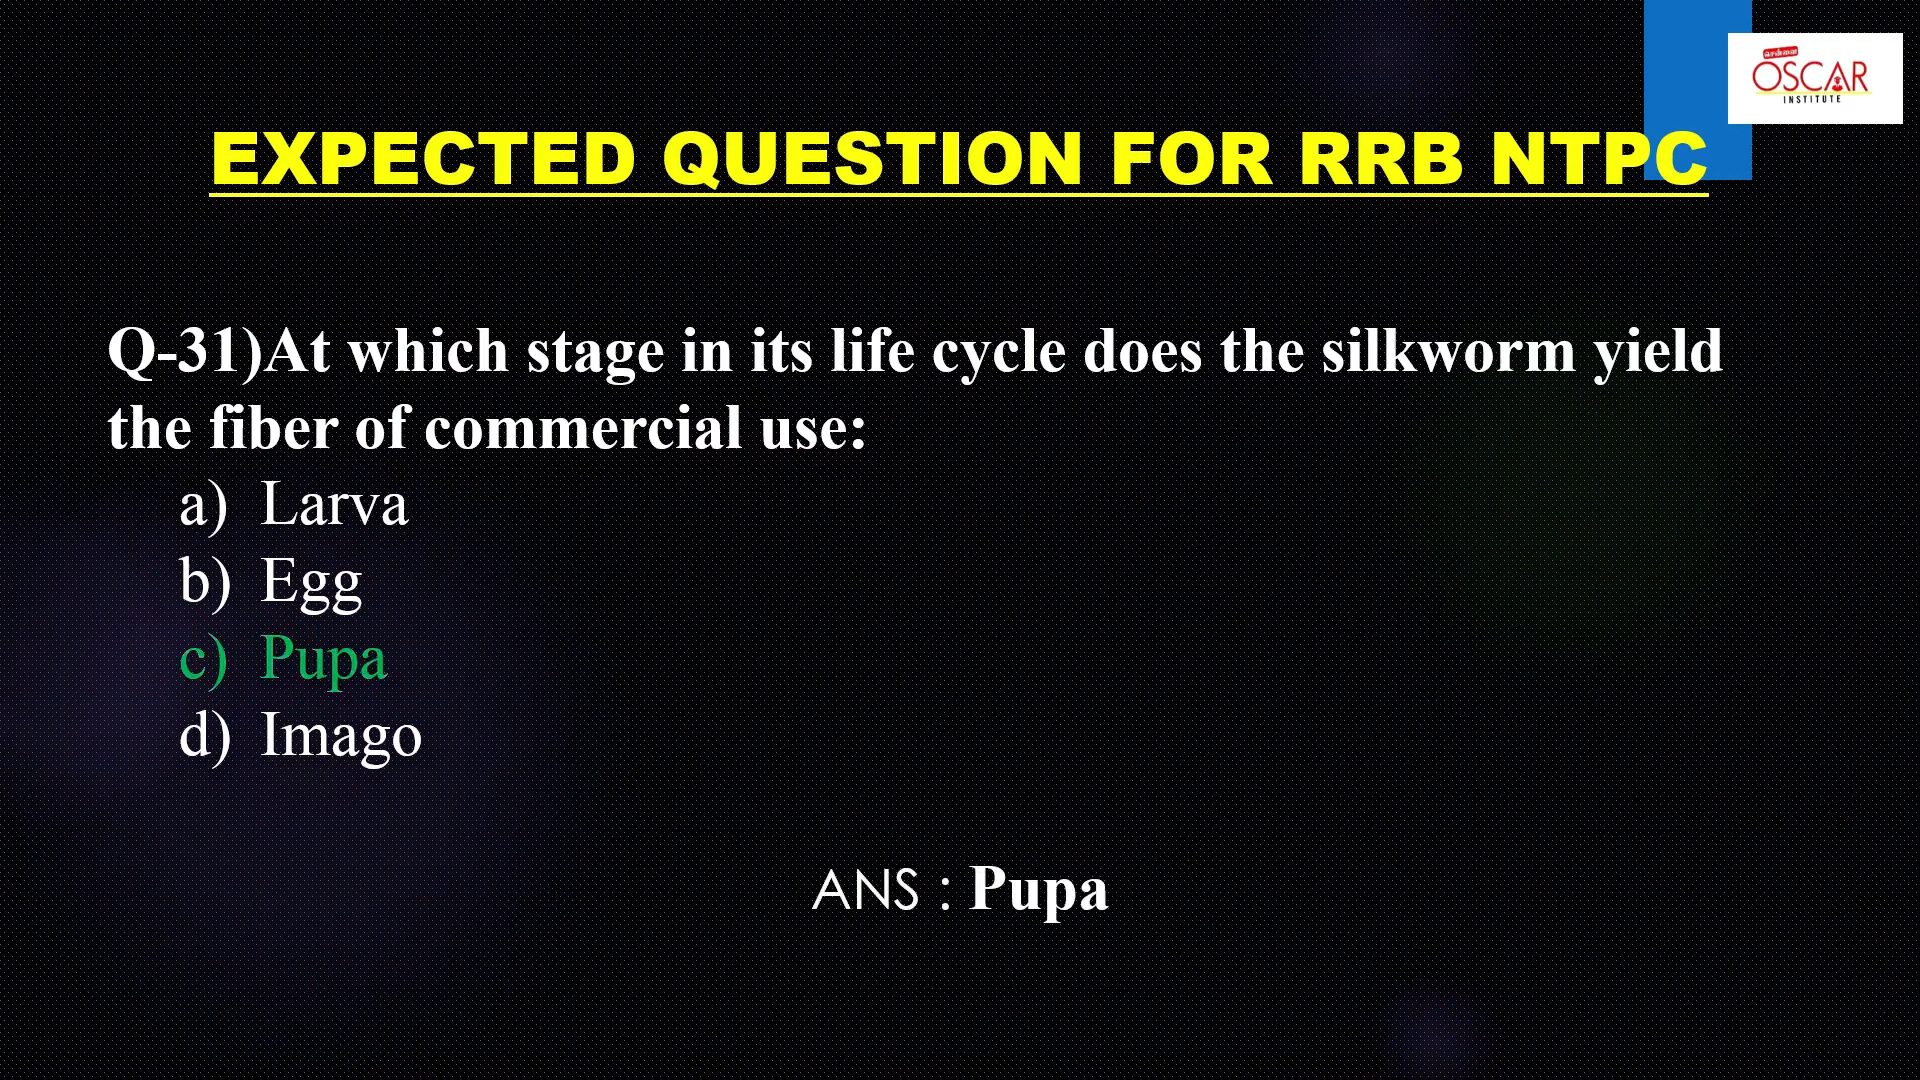 சென்னை
OSCAR
INSTITUTE
EXPECTED QUESTION FOR RRB NTPC
Q-31)At which stage in its life cycle does the silkworm yield
the fiber of commercial use:
a) Larva
b) Egg
c) Pupa
d) Imago
ANS : Pupa